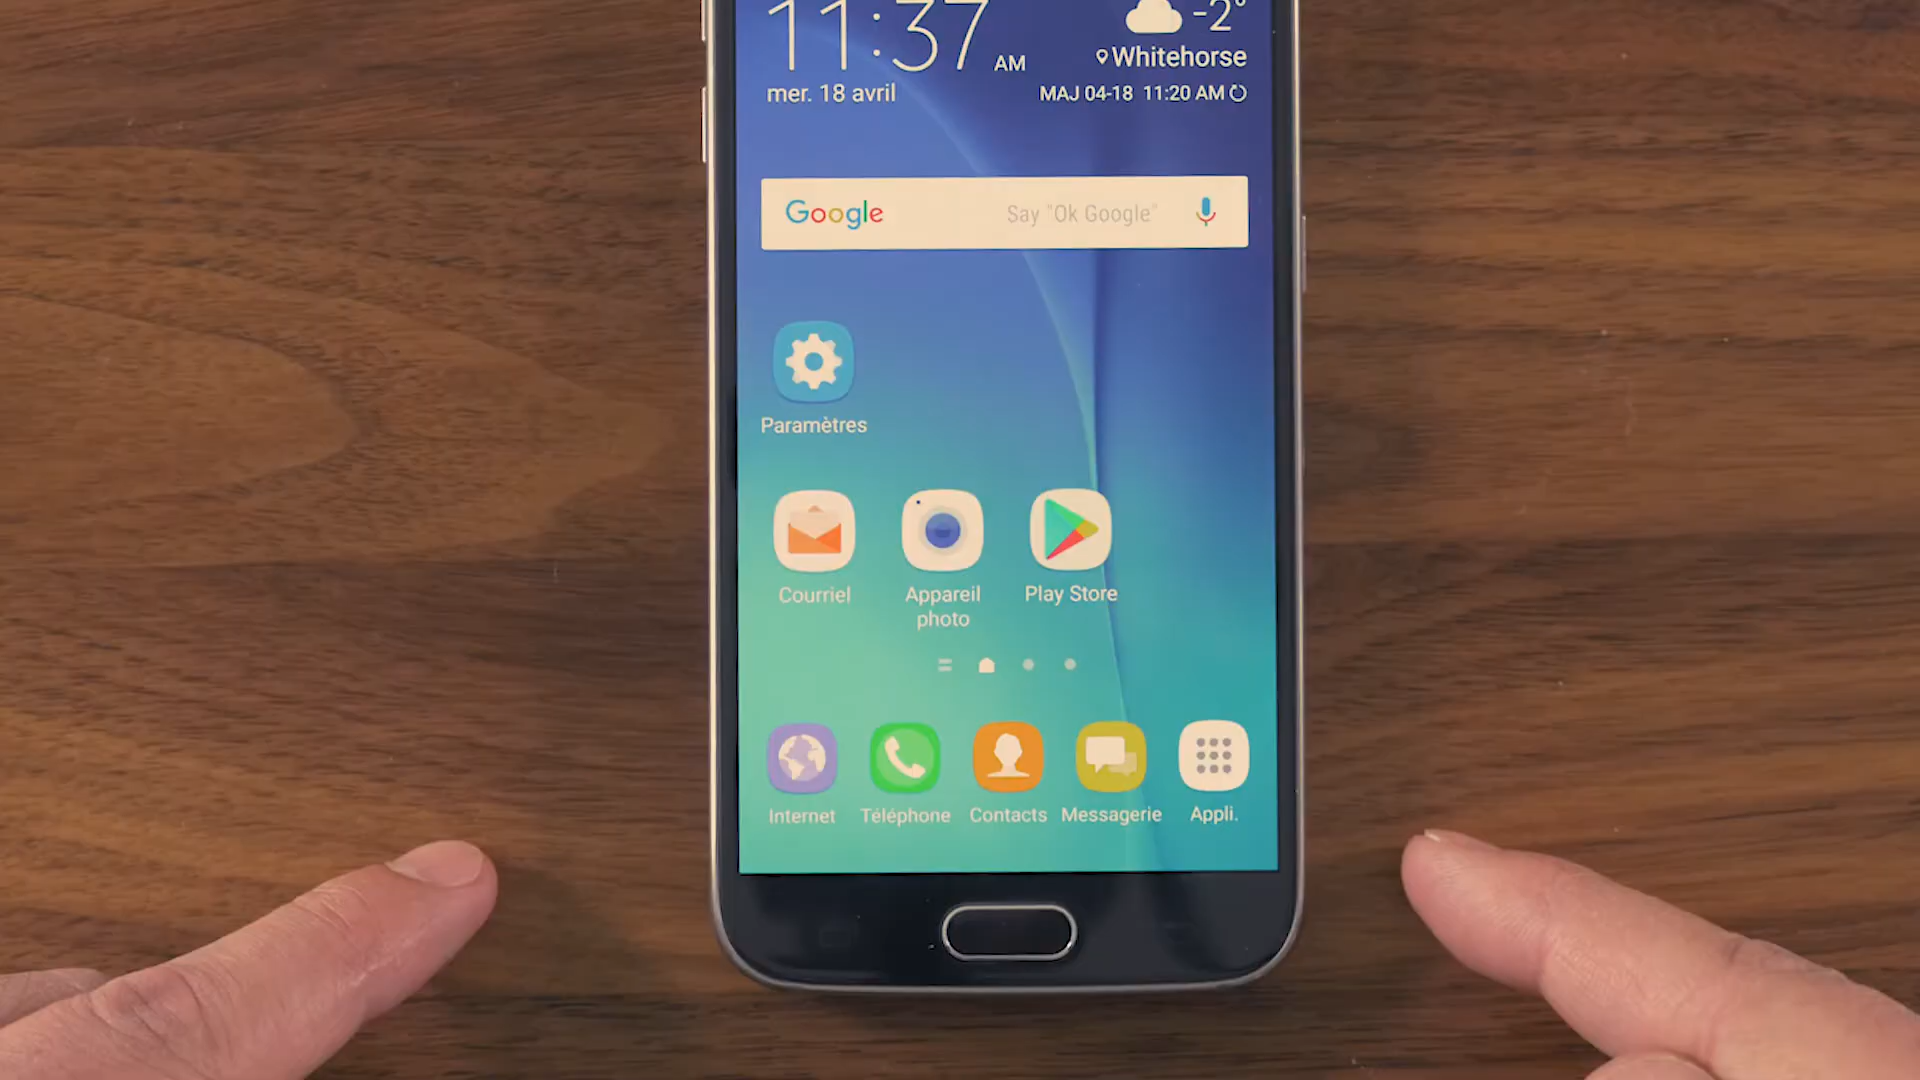 11:37 AM
-2°
Whitehorse
mer. 18 avril
MAJ 04-18 11:20 AM
Google
Say "Ok Google"
Paramètres
Courriel
Appareil
photo
Play Store
Internet
Téléphone
Contacts
Messagerie
Appli.